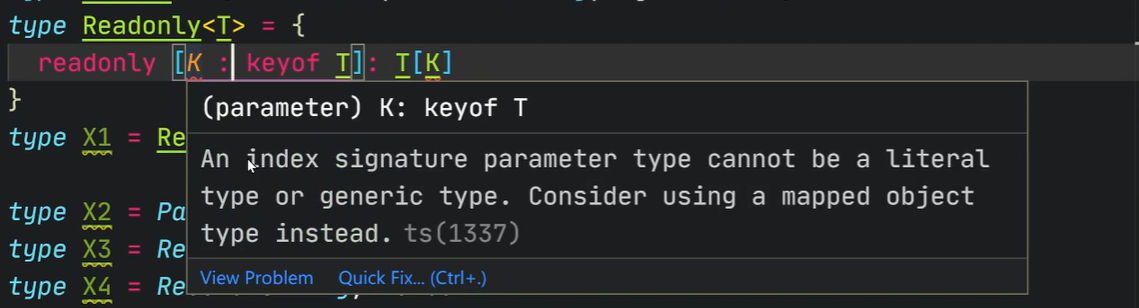 type Readonly<T> = {
readonly [K : keyof T]: T[K]
}
(parameter) K: keyof T
type X1 = Re
An index signature parameter type cannot be a literal
type or generic type. Consider using a mapped object
type instead. ts(1337)
type X2 = Pa
type X3 = Re
View Problem Quick Fix... (Ctrl+.)
type X4 = Re